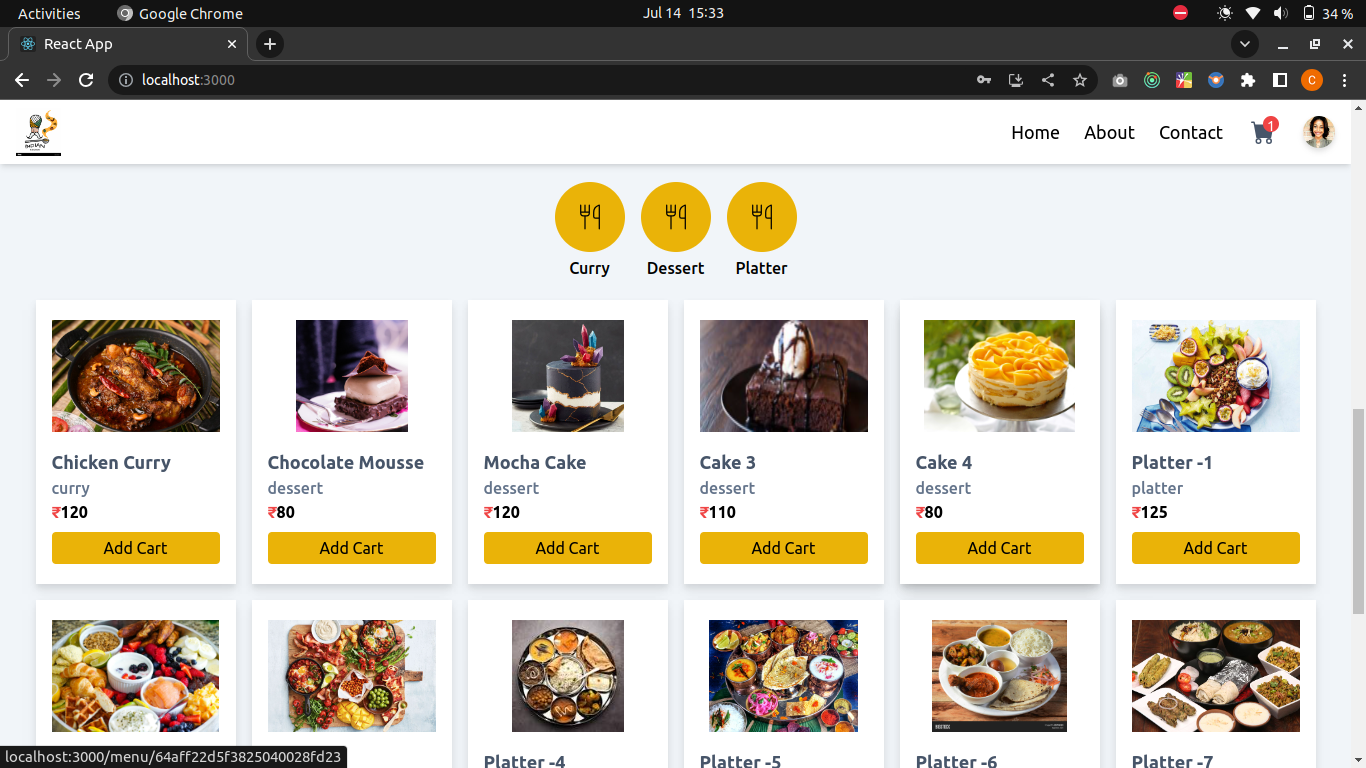 Activities Google Chrome Jul 14 15:33 34 %
React App
localhost:3000
Home About Contact 1
Curry Dessert Platter
Chicken Curry Chocolate Mousse Mocha Cake Cake 3 Cake 4 Platter -1
curry dessert dessert dessert dessert platter
₹120 ₹80 ₹120 ₹110 ₹80 ₹125
Add Cart Add Cart Add Cart Add Cart Add Cart Add Cart
Platter -4 Platter -5 Platter -6 Platter -7
localhost:3000/menu/64aff22d5f3825040028fd23